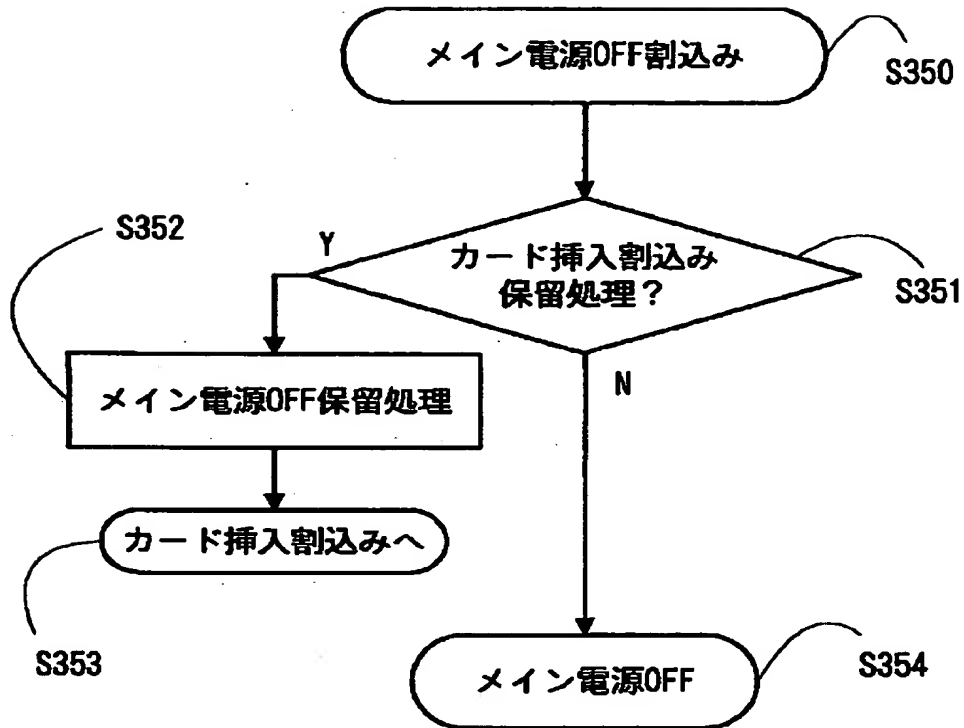 メイン電源OFF割込み
S350
S352
Y
カード挿入割込み
保留処理？
S351
メイン電源OFF保留処理
N
カード挿入割込みへ
S353
メイン電源OFF
S354